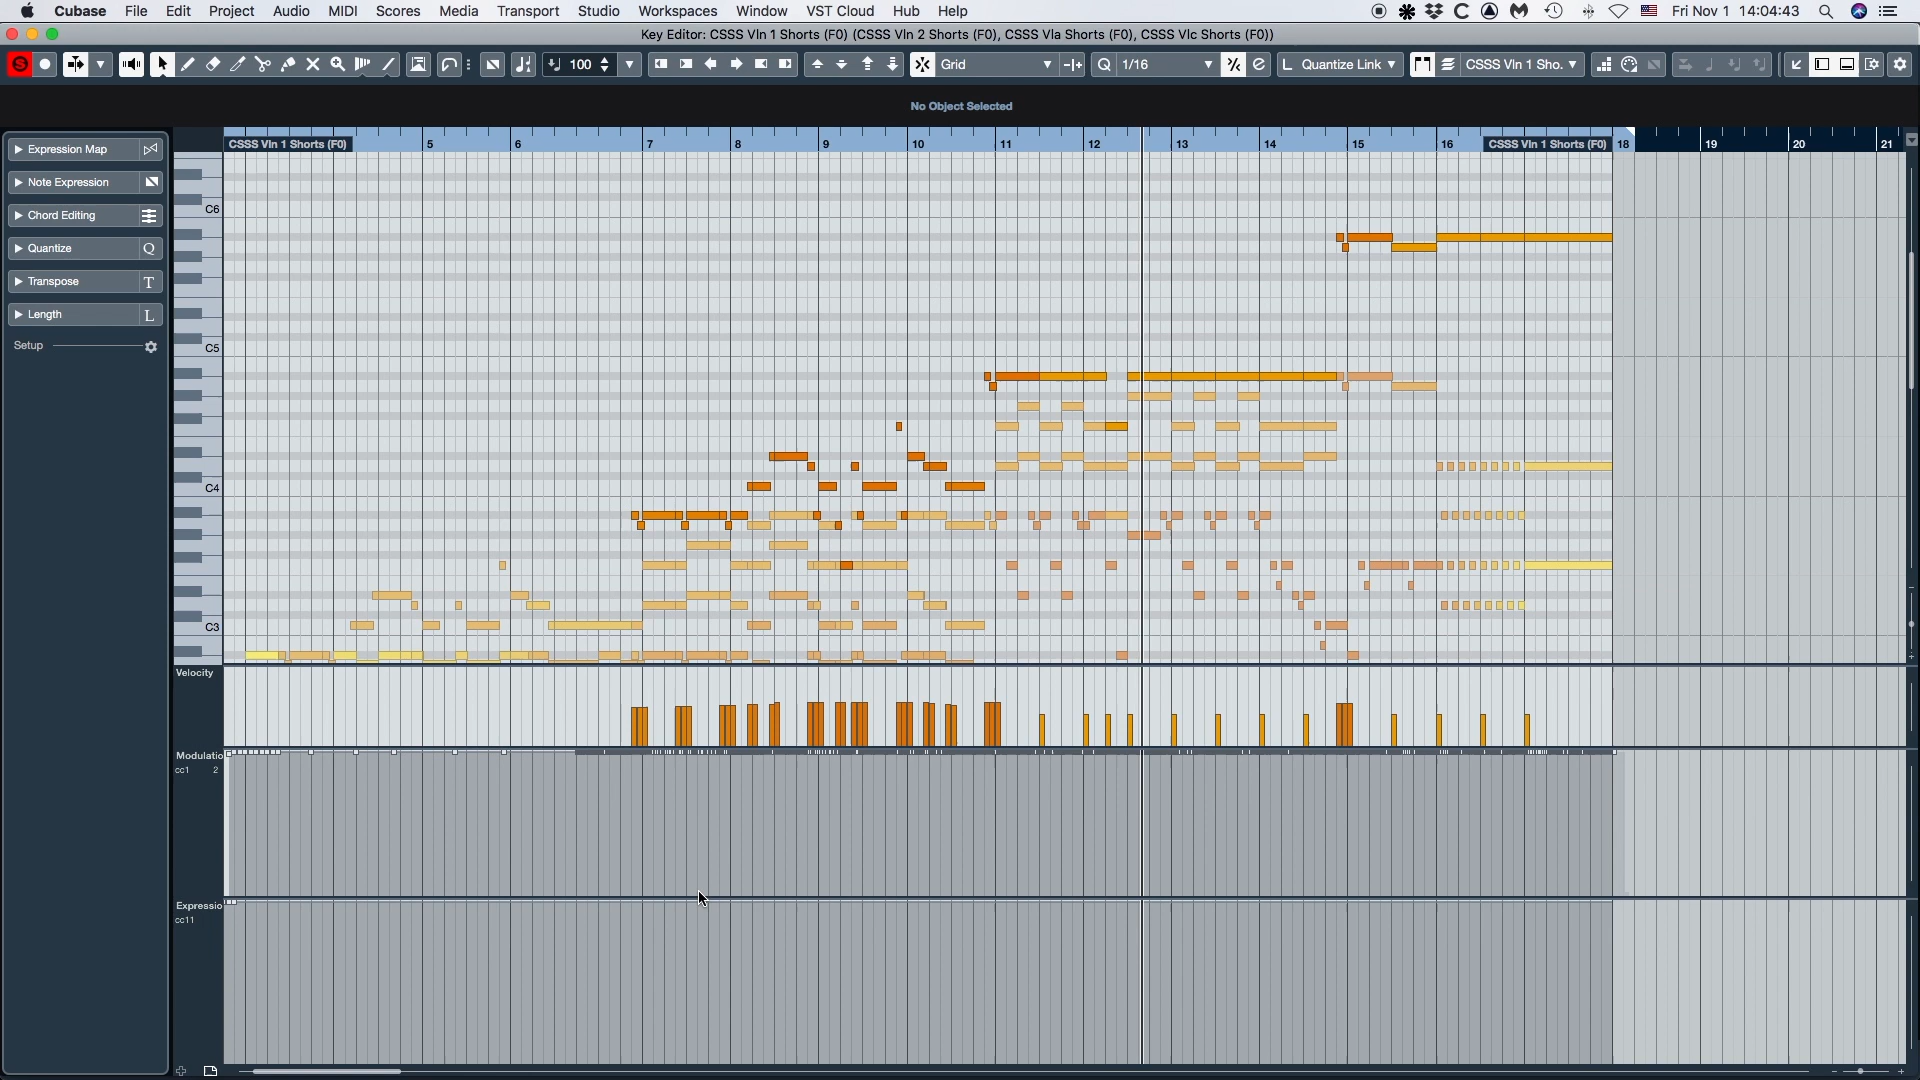 Cubase File Edit Project Audio MIDI Scores Media Transport Studio Workspaces Window VST Cloud Hub Help Fri Nov 1 14:04:43
Key Editor: CSSS Vln 1 Shorts (F0) (CSSS Vln 2 Shorts (F0), CSSS Vla Shorts (F0), CSSS Vlc Shorts (F0))
S 100 Grid Q 1/16 L Quantize Link CSSS Vln 1 Sho.
No Object Selected
CSSS Vln 1 Shorts (F0) 5 6 7 8 9 10 11 12 13 14 15 16 CSSS Vln 1 Shorts (F0) 18 19 20 21
Expression Map
Note Expression
Chord Editing
Quantize Q
Transpose T
Length L
Setup
C6
C5
C4
C3
Velocity
Modulatio
cc1 2
Expressio
cc11